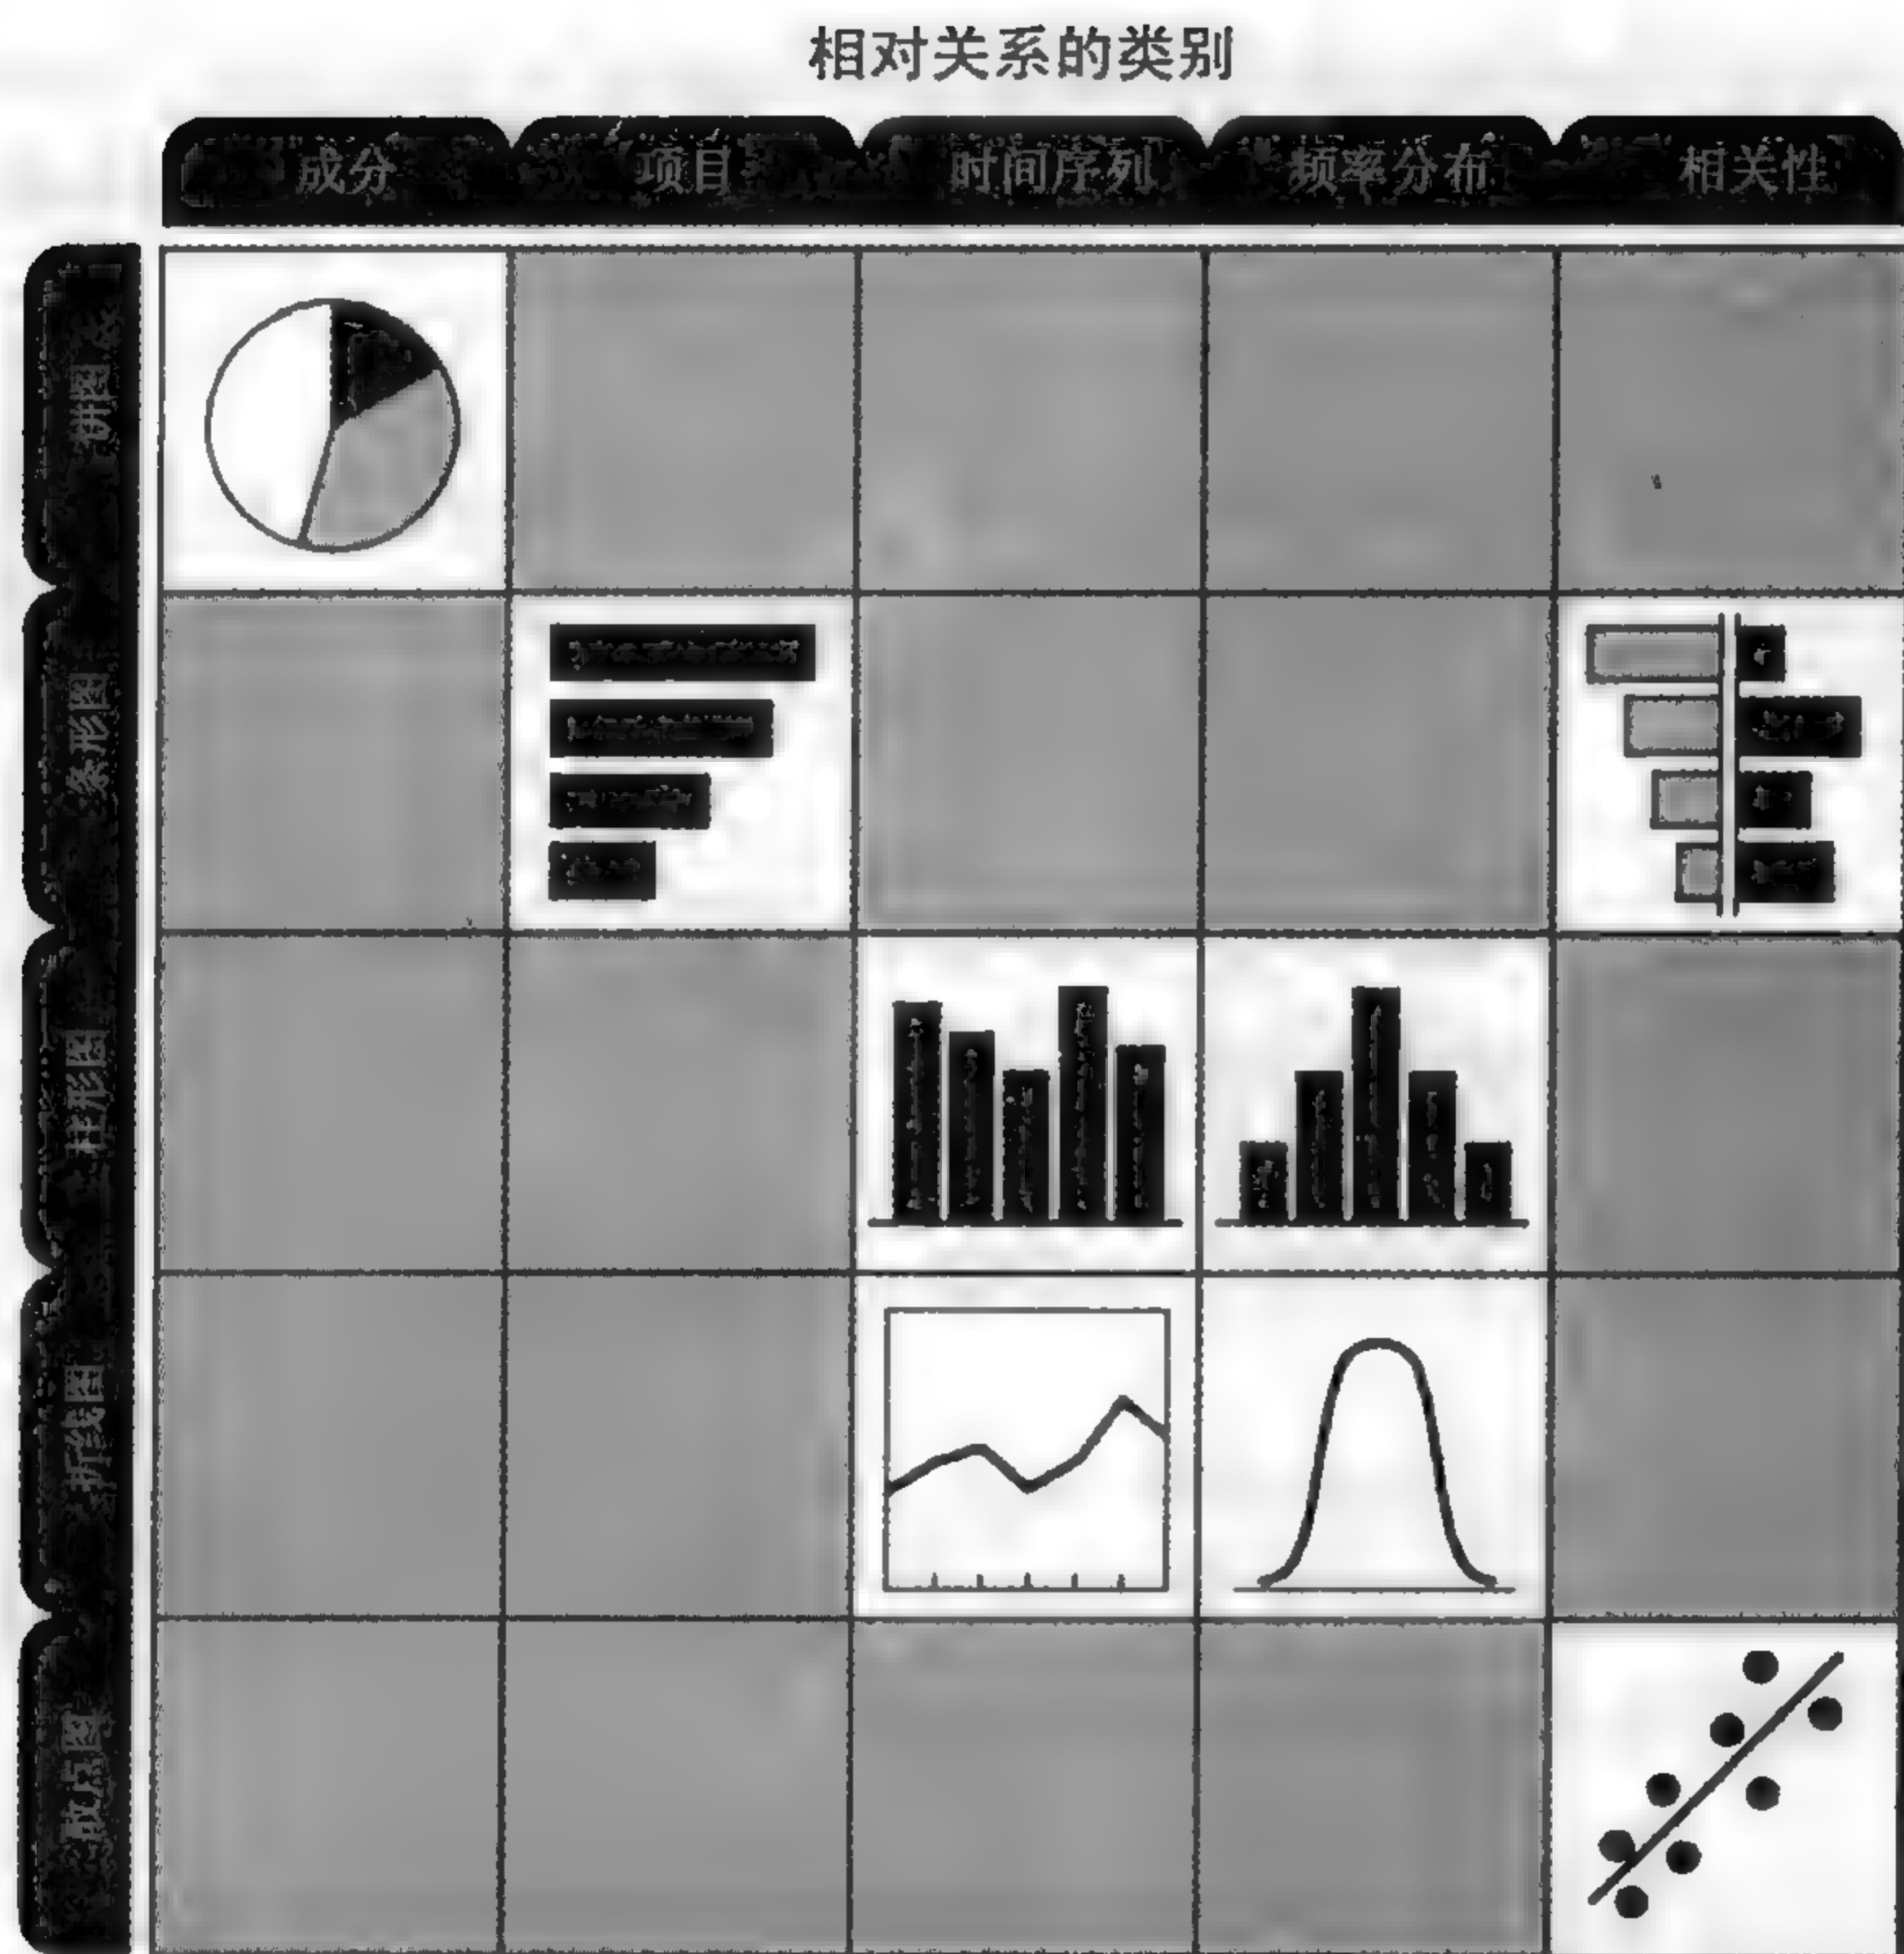 相对关系的类别
成分 项目 时间序列 频率分布 相关性
饼图
条形图
柱形图
折线图
散点图